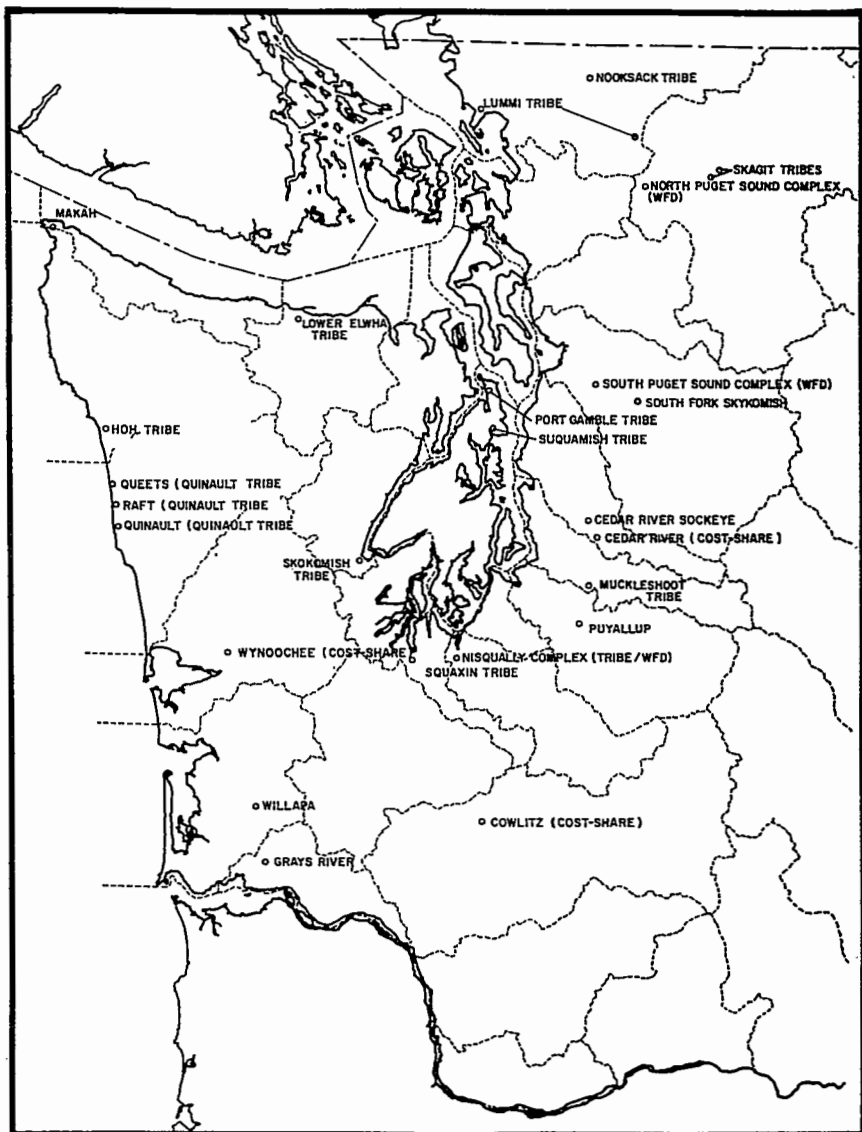 NOOKSACK TRIBE
LUMMI TRIBE
SKAGIT TRIBES
NORTH PUGET SOUND COMPLEX
(WFD)
MAKAH
LOWER ELWHA
TRIBE
SOUTH PUGET SOUND COMPLEX (WFD)
SOUTH FORK SKYKOMISH
PORT GAMBLE TRIBE
SUQUAMISH TRIBE
HOH TRIBE
QUEETS (QUINAULT TRIBE
RAFT (QUINAULT TRIBE
QUINAULT (QUINAULT TRIBE
CEDAR RIVER SOCKEYE
CEDAR RIVER (COST-SHARE)
SKOKOMISH
TRIBE
MUCKLESHOOT
TRIBE
PUYALLUP
WYNOOCHEE (COST-SHARE)
NISQUALLY COMPLEX (TRIBE/WFD)
SQUAXIN TRIBE
WILLAPA
COWLITZ (COST-SHARE)
GRAYS RIVER